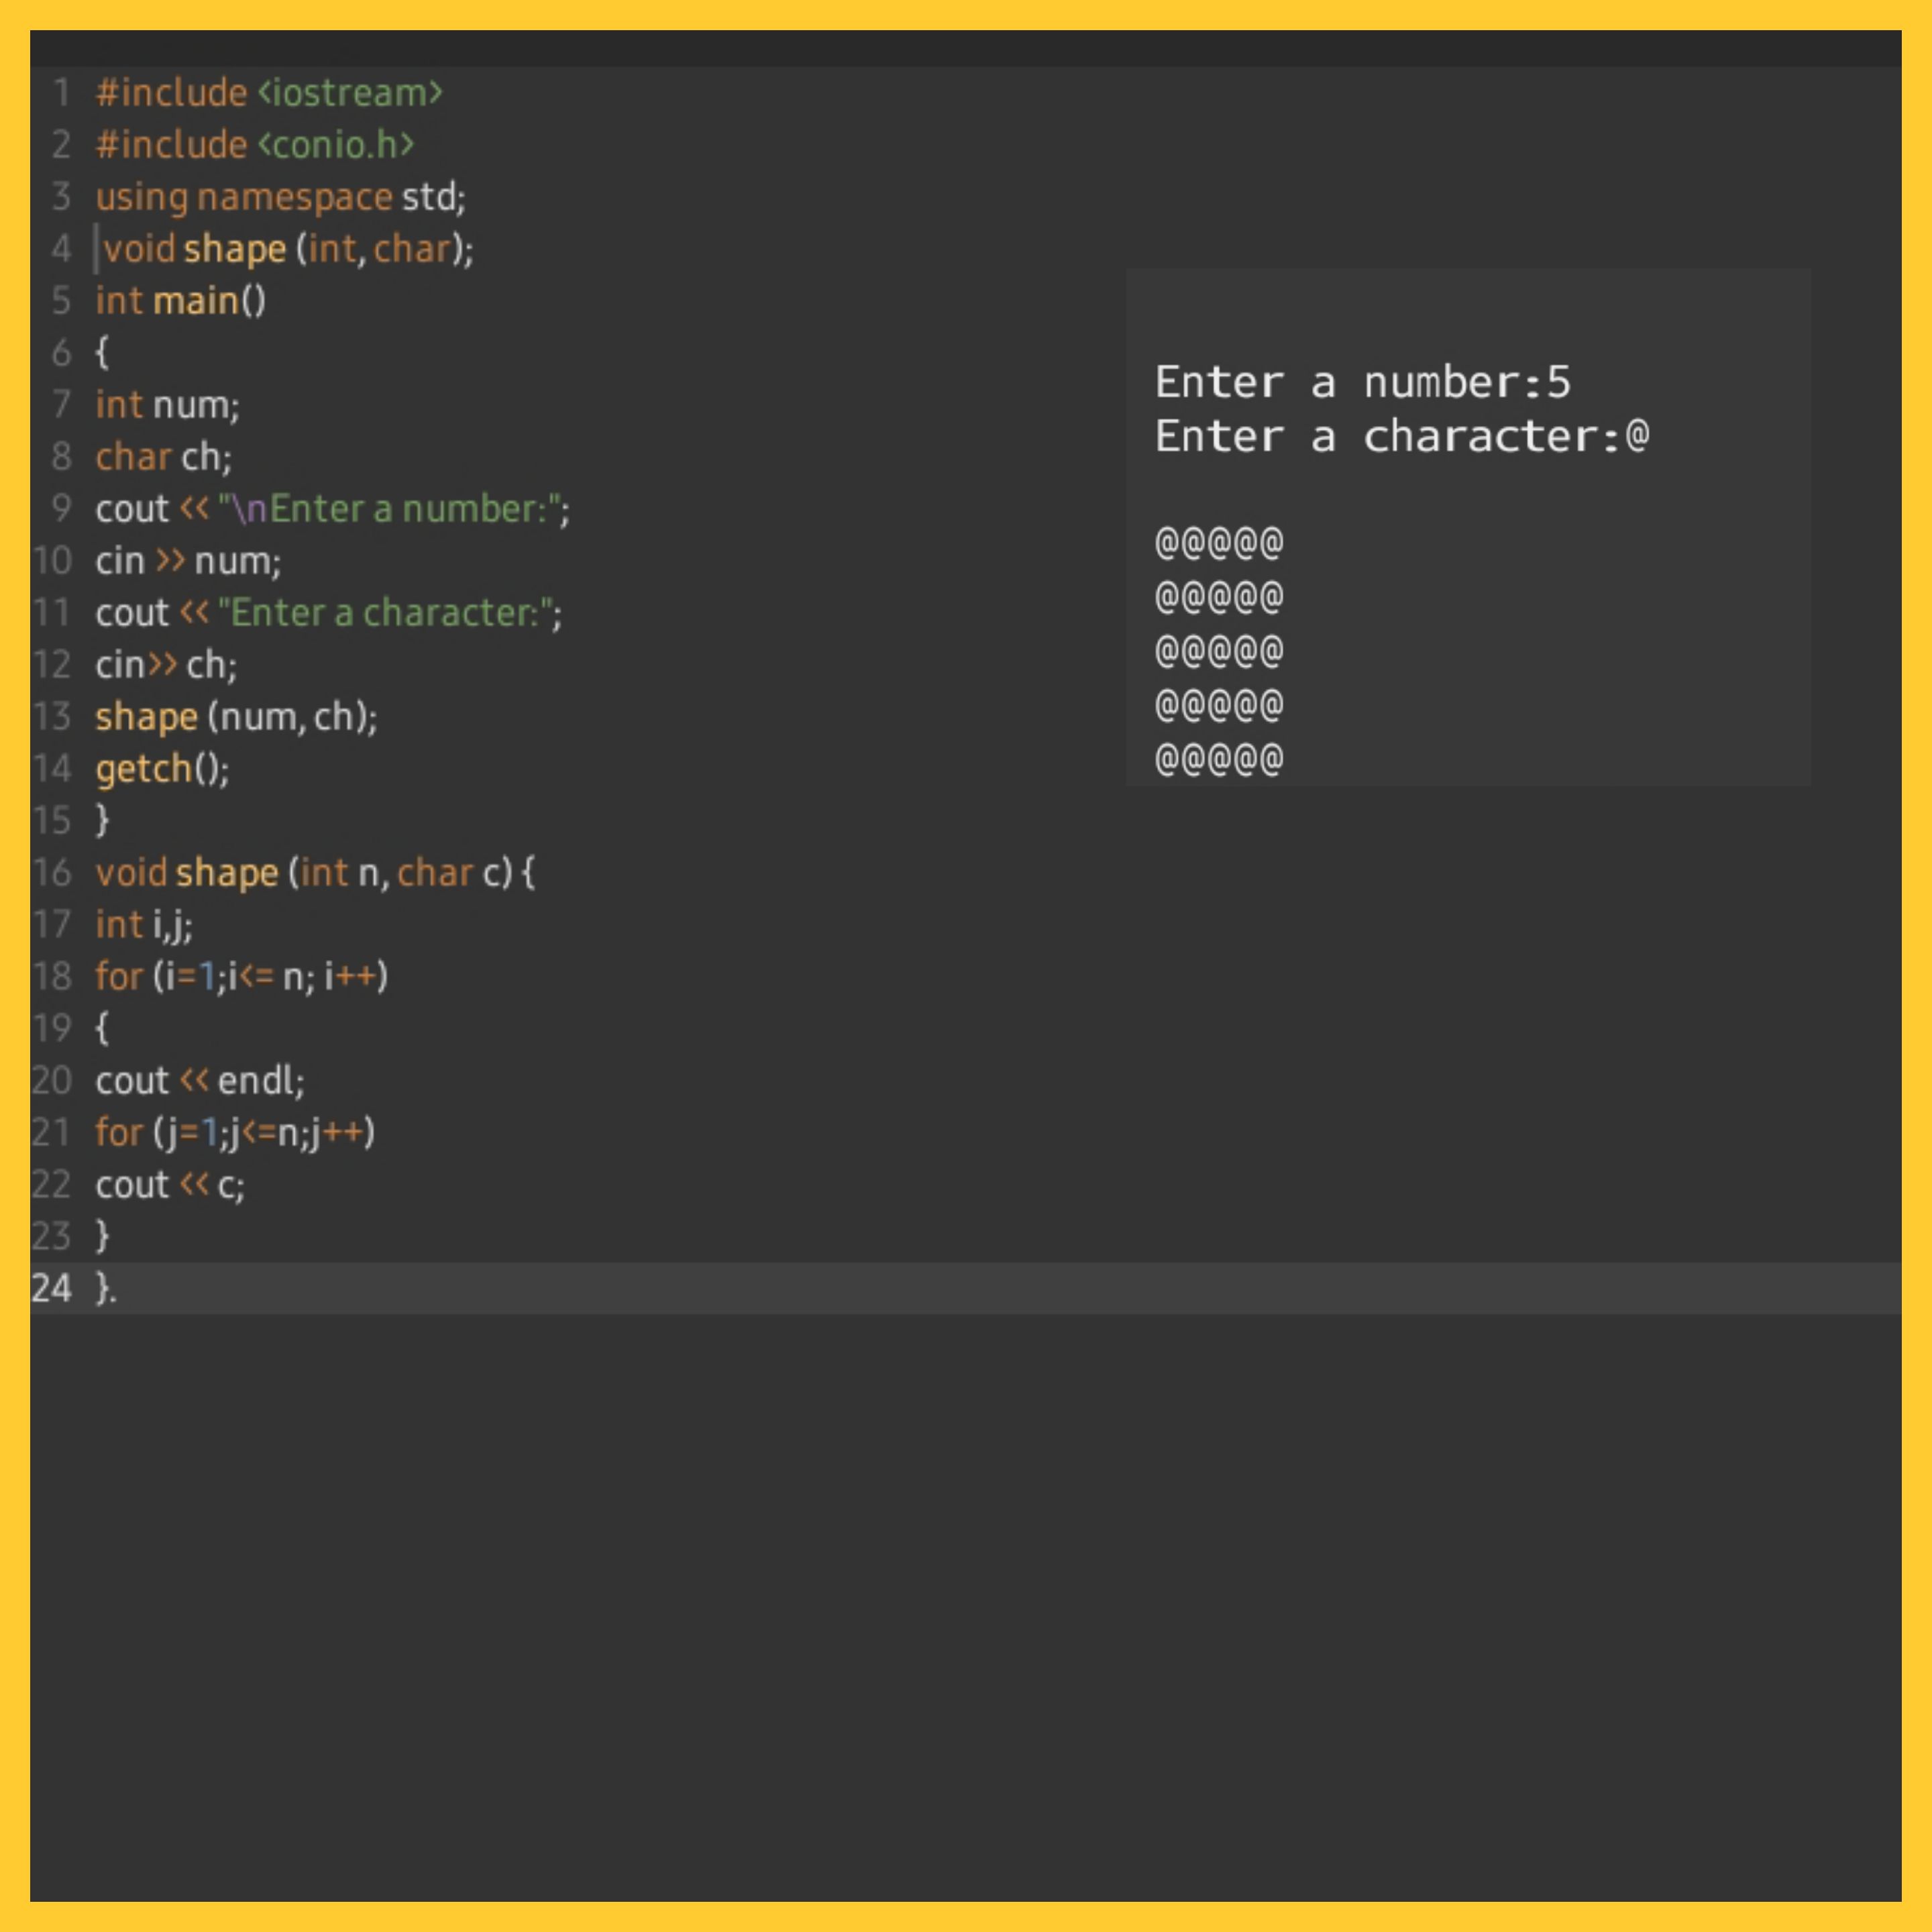 1 #include <iostream>
2 #include <conio.h>
3 using namespace std;
4 void shape (int, char);
5 int main()
6 {
7 int num;
8 char ch;
9 cout << "\nEnter a number:";
10 cin >> num;
11 cout << "Enter a character:";
12 cin>> ch;
13 shape (num, ch);
14 getch();
15 }
16 void shape (int n, char c) {
17 int i,j;
18 for (i=1;i<= n; i++)
19 {
20 cout << endl;
21 for (j=1;j<=n;j++)
22 cout << c;
23 }
24 }.
Enter a number:5
Enter a character:@
@@@@@
@@@@@
@@@@@
@@@@@
@@@@@